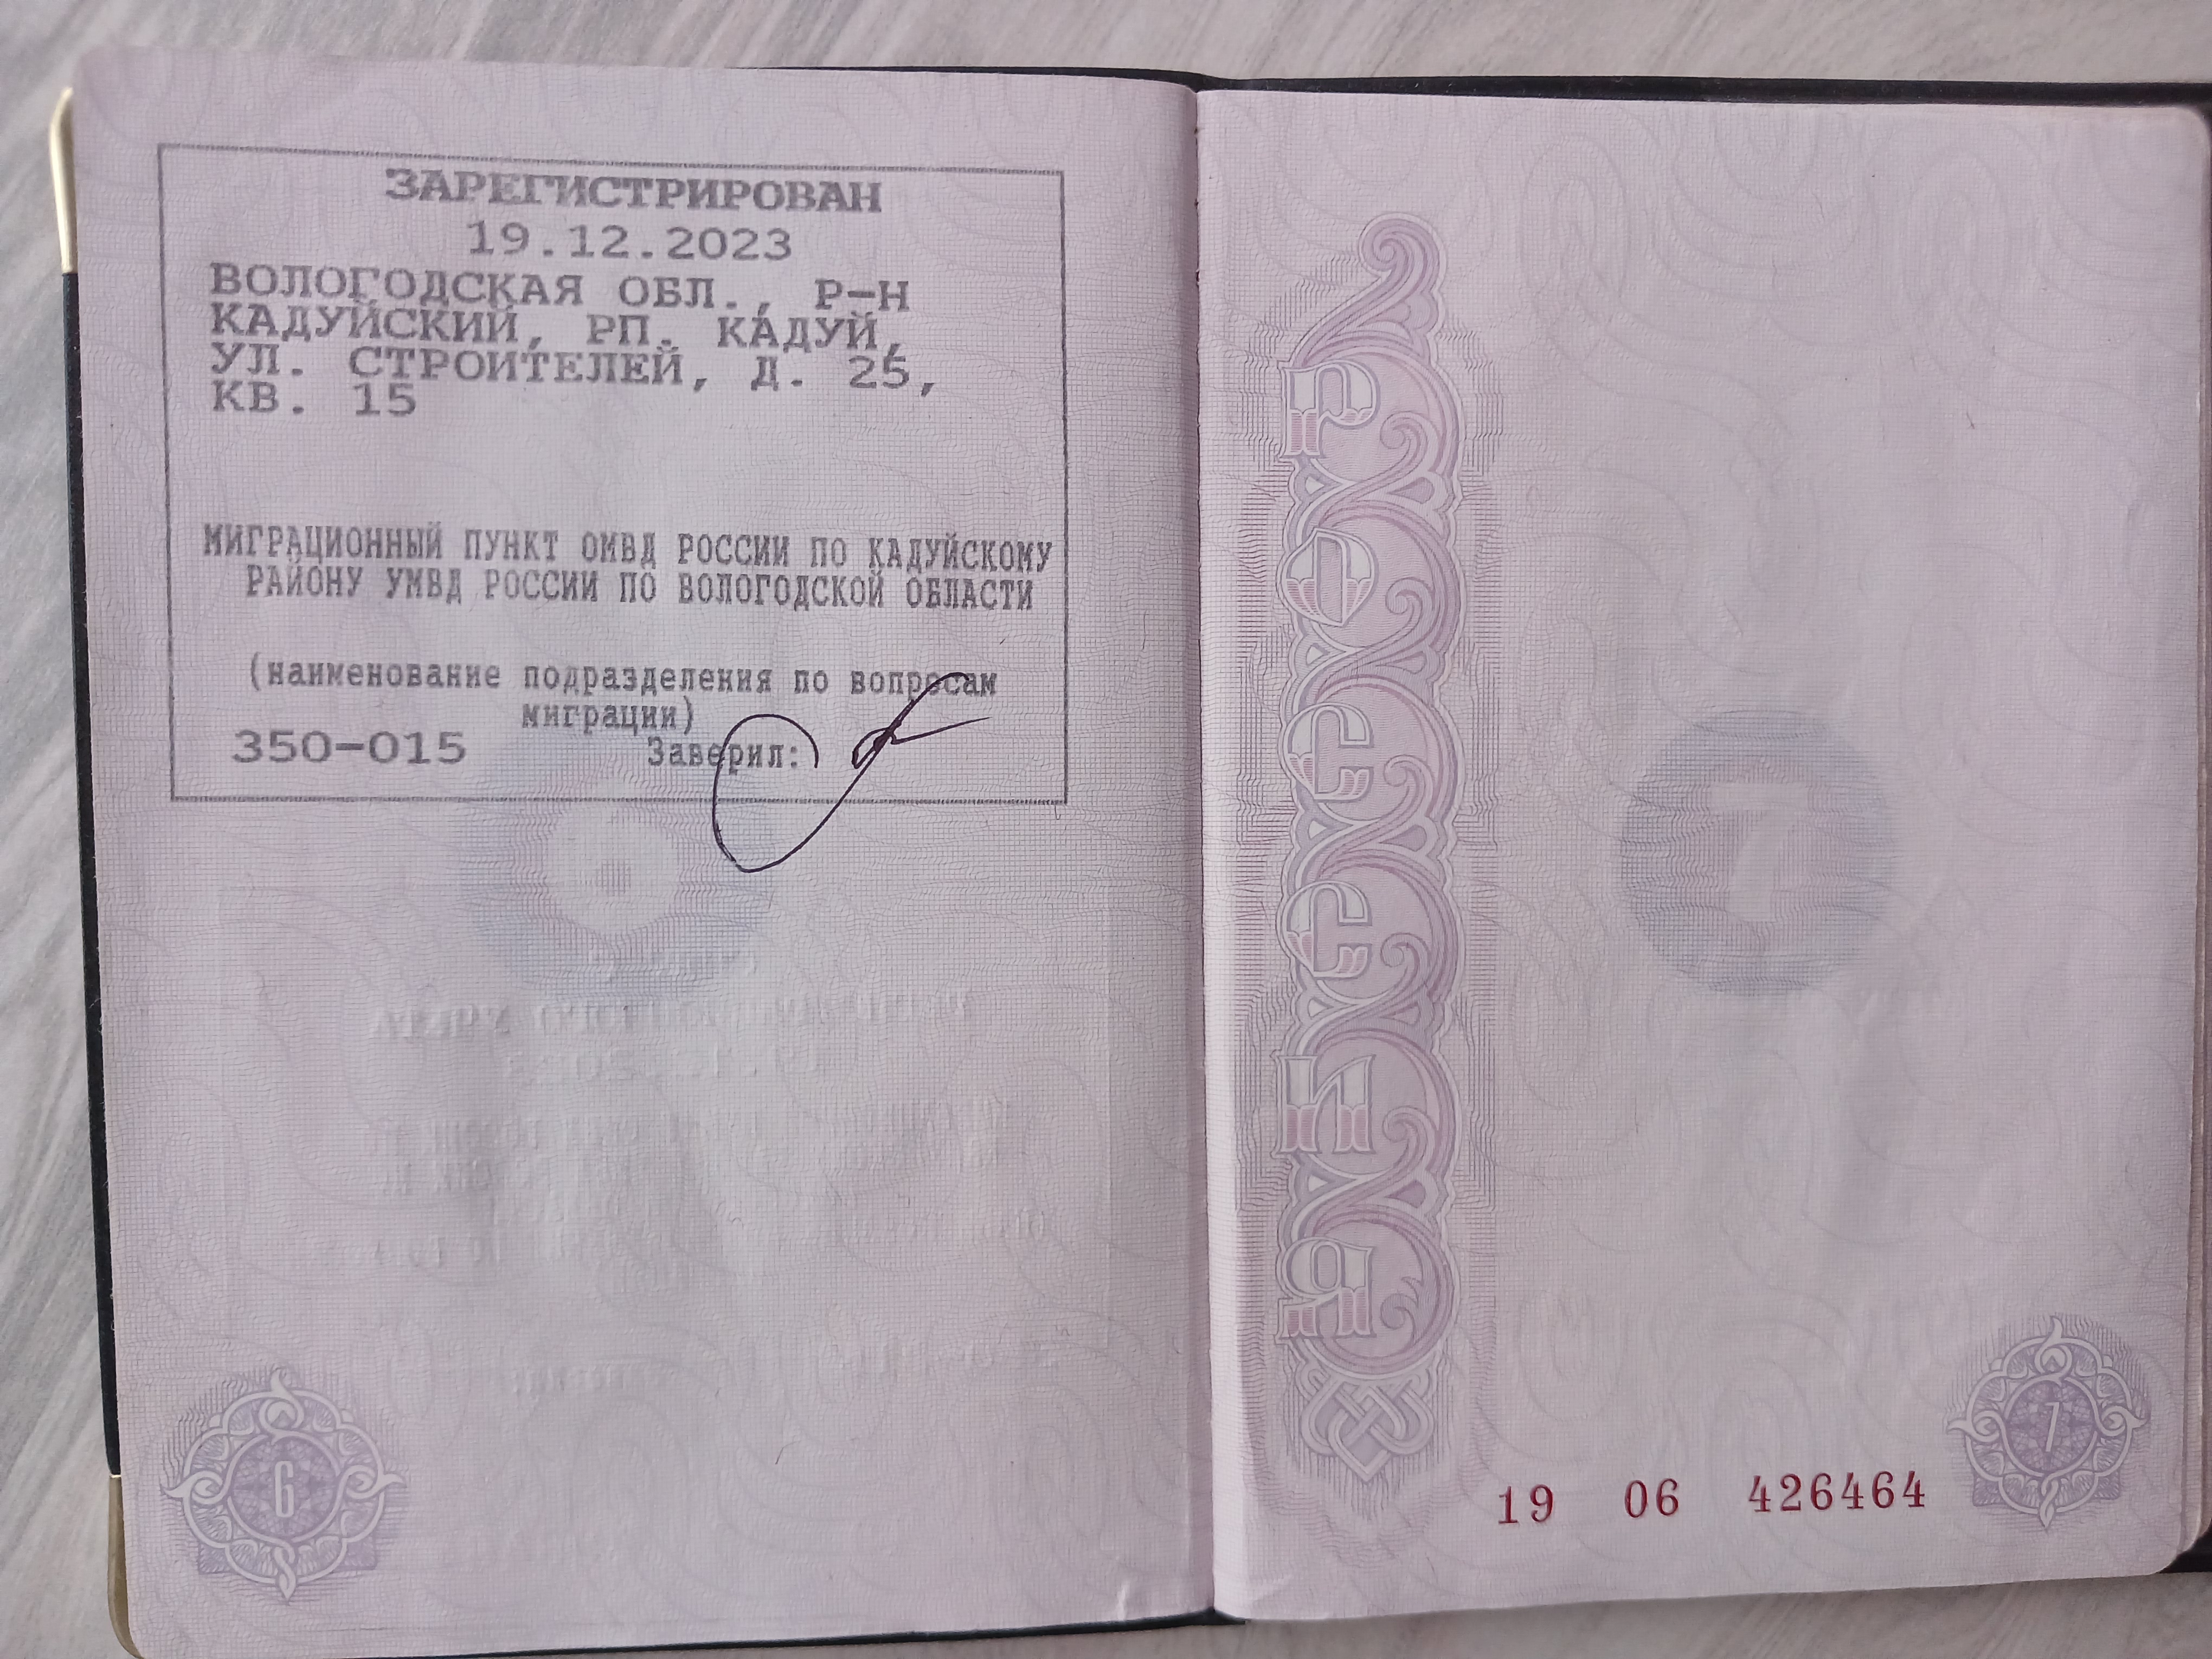 ЗАРЕГИСТРИРОВАН
19.12.2023
ВОЛОГОДСКАЯ ОБЛ., Р-Н
КАДУЙСКИЙ, РП. КАДУЙ,
УЛ. СТРОИТЕЛЕЙ, Д. 25,
КВ. 15
МИГРАЦИОННЫЙ ПУНКТ ОМВД РОССИИ ПО КАДУЙСКОМУ
РАЙОНУ УМВД РОССИИ ПО ВОЛОГОДСКОЙ ОБЛАСТИ
(наименование подразделения по вопросам
миграции)
350-015 Заверил:
6
РОССИЯ
7
19 06 426464
7